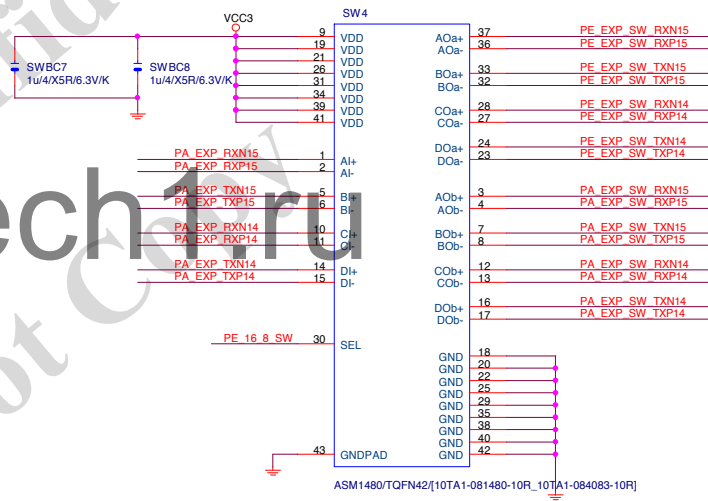 SW4
VCC3
9 VDD AOa+ 37 PE_EXP_SW_RXN15
19 VDD AOa- 36 PE_EXP_SW_RXP15
21 VDD
26 VDD BOa+ 33 PE_EXP_SW_TXN15
31 VDD BOa- 32 PE_EXP_SW_TXP15
34 VDD
39 VDD COa+ 28 PE_EXP_SW_RXN14
41 VDD COa- 27 PE_EXP_SW_RXP14
SWBC7 SWBC8
1u/4/X5R/6.3V/K 1u/4/X5R/6.3V/K
DOa+ 24 PE_EXP_SW_TXN14
DOa- 23 PE_EXP_SW_TXP14
PA_EXP_RXN15 1 AI+
PA_EXP_RXP15 2 AI-
PA_EXP_TXN15 5 BI+ AOb+ 3 PA_EXP_SW_RXN15
PA_EXP_TXP15 6 BI- AOb- 4 PA_EXP_SW_RXP15
PA_EXP_RXN14 10 CI+ BOb+ 7 PA_EXP_SW_TXN15
PA_EXP_RXP14 11 CI- BOb- 8 PA_EXP_SW_TXP15
PA_EXP_TXN14 14 DI+ COb+ 12 PA_EXP_SW_RXN14
PA_EXP_TXP14 15 DI- COb- 13 PA_EXP_SW_RXP14
DOb+ 16 PA_EXP_SW_TXN14
DOb- 17 PA_EXP_SW_TXP14
PE_16_8_SW 30 SEL
GND 18
GND 20
GND 22
GND 25
GND 29
GND 35
GND 38
GND 40
43 GNDPAD GND 42
ASM1480/TQFN42/[10TA1-081480-10R_10TA1-084083-10R]
ech1.ru
ot Copy